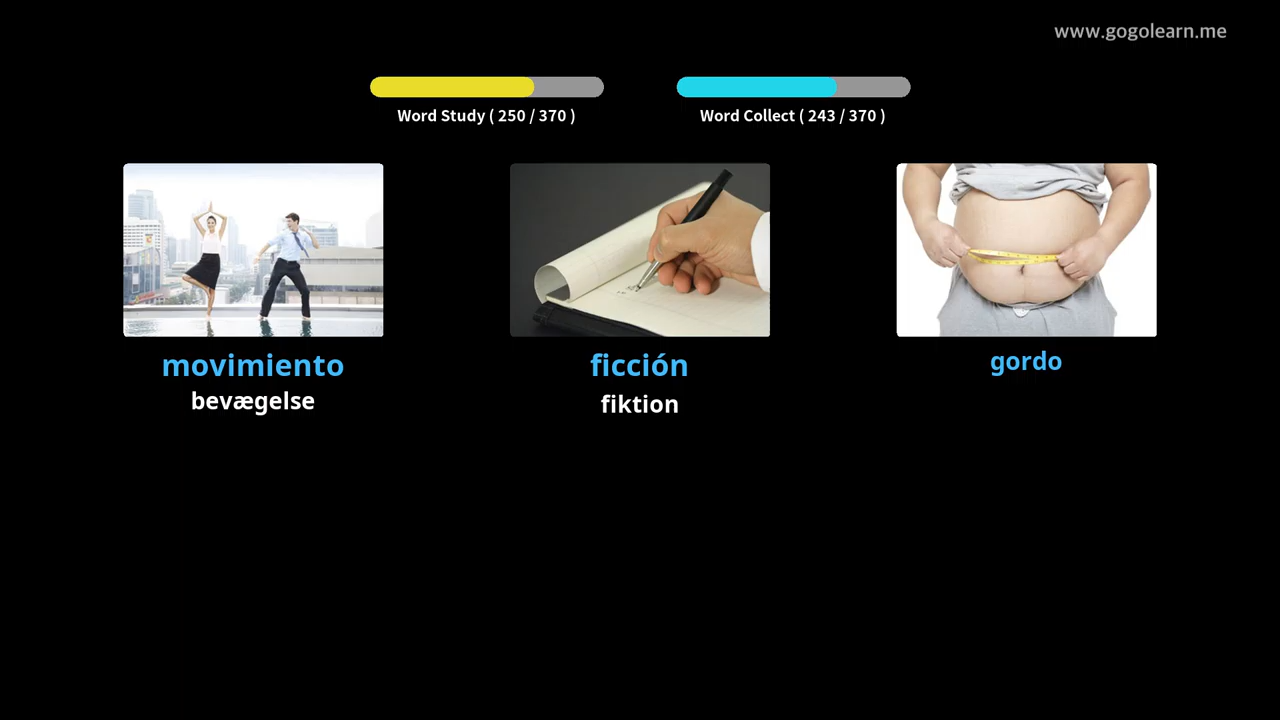 www.gogolearn.me
Word Study ( 250 / 370 )
Word Collect ( 243 / 370 )
movimiento
bevægelse
ficción
fiktion
gordo